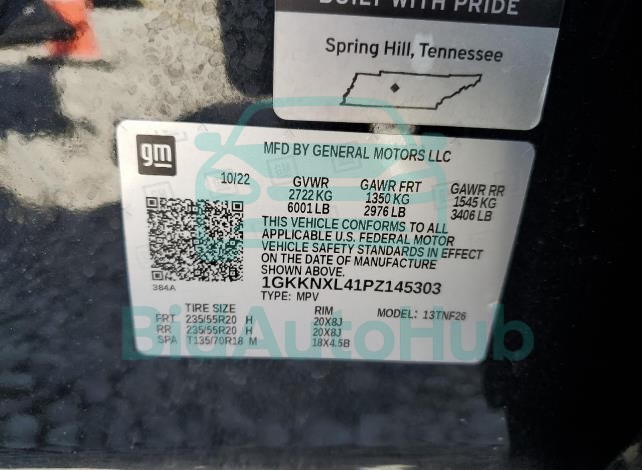 BUILT WITH PRIDE
Spring Hill, Tennessee
gm
MFD BY GENERAL MOTORS LLC
10/22 GVWR GAWR FRT GAWR RR
2722 KG 1350 KG 1545 KG
6001 LB 2976 LB 3406 LB
THIS VEHICLE CONFORMS TO ALL
APPLICABLE U.S. FEDERAL MOTOR
VEHICLE SAFETY STANDARDS IN EFFECT
ON THE DATE OF MANUFACTURE
SHOWN ABOVE.
384A
1GKKNXL41PZ145303
TYPE: MPV
MODEL: 13TNF26
TIRE SIZE RIM
FRT 235/55R20 H 20X8J
RR 235/55R20 H 20X8J
SPA T135/70R18 M 18X4.5B
BidAutoHub